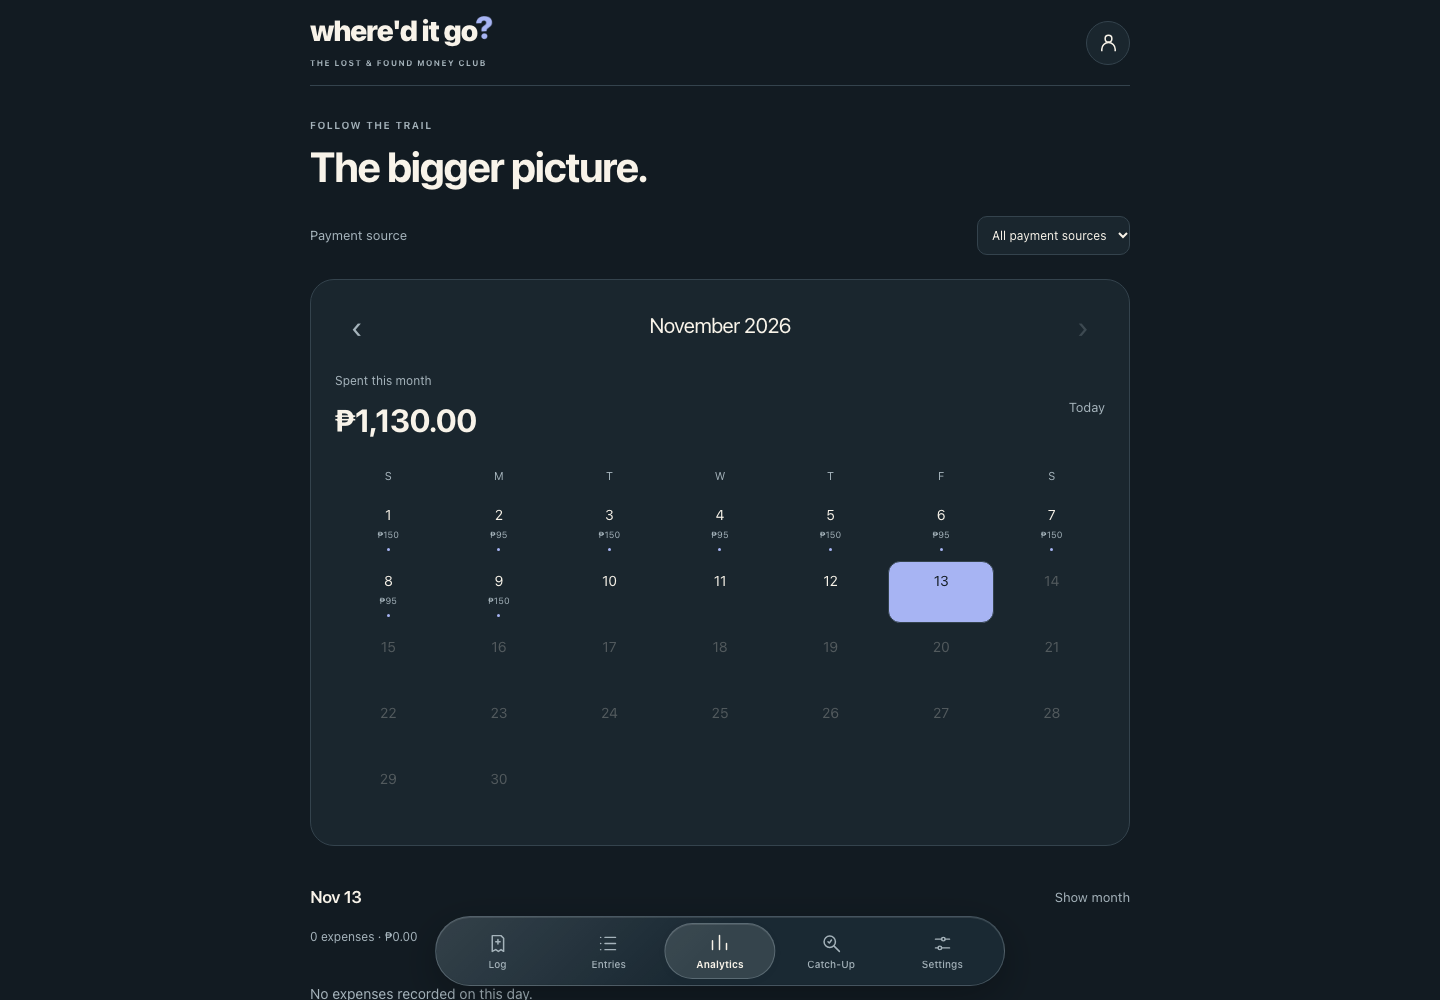 where'd it go?
THE LOST & FOUND MONEY CLUB
FOLLOW THE TRAIL
The bigger picture.
Payment source
All payment sources
‹ November 2026 ›
Spent this month
₱1,130.00
Today
S M T W T F S
1 2 3 4 5 6 7
₱150 ₱95 ₱150 ₱95 ₱150 ₱95 ₱150
8 9 10 11 12 13 14
₱95 ₱150
15 16 17 18 19 20 21
22 23 24 25 26 27 28
29 30
Nov 13
Show month
0 expenses · ₱0.00
Log Entries Analytics Catch-Up Settings
No expenses recorded on this day.